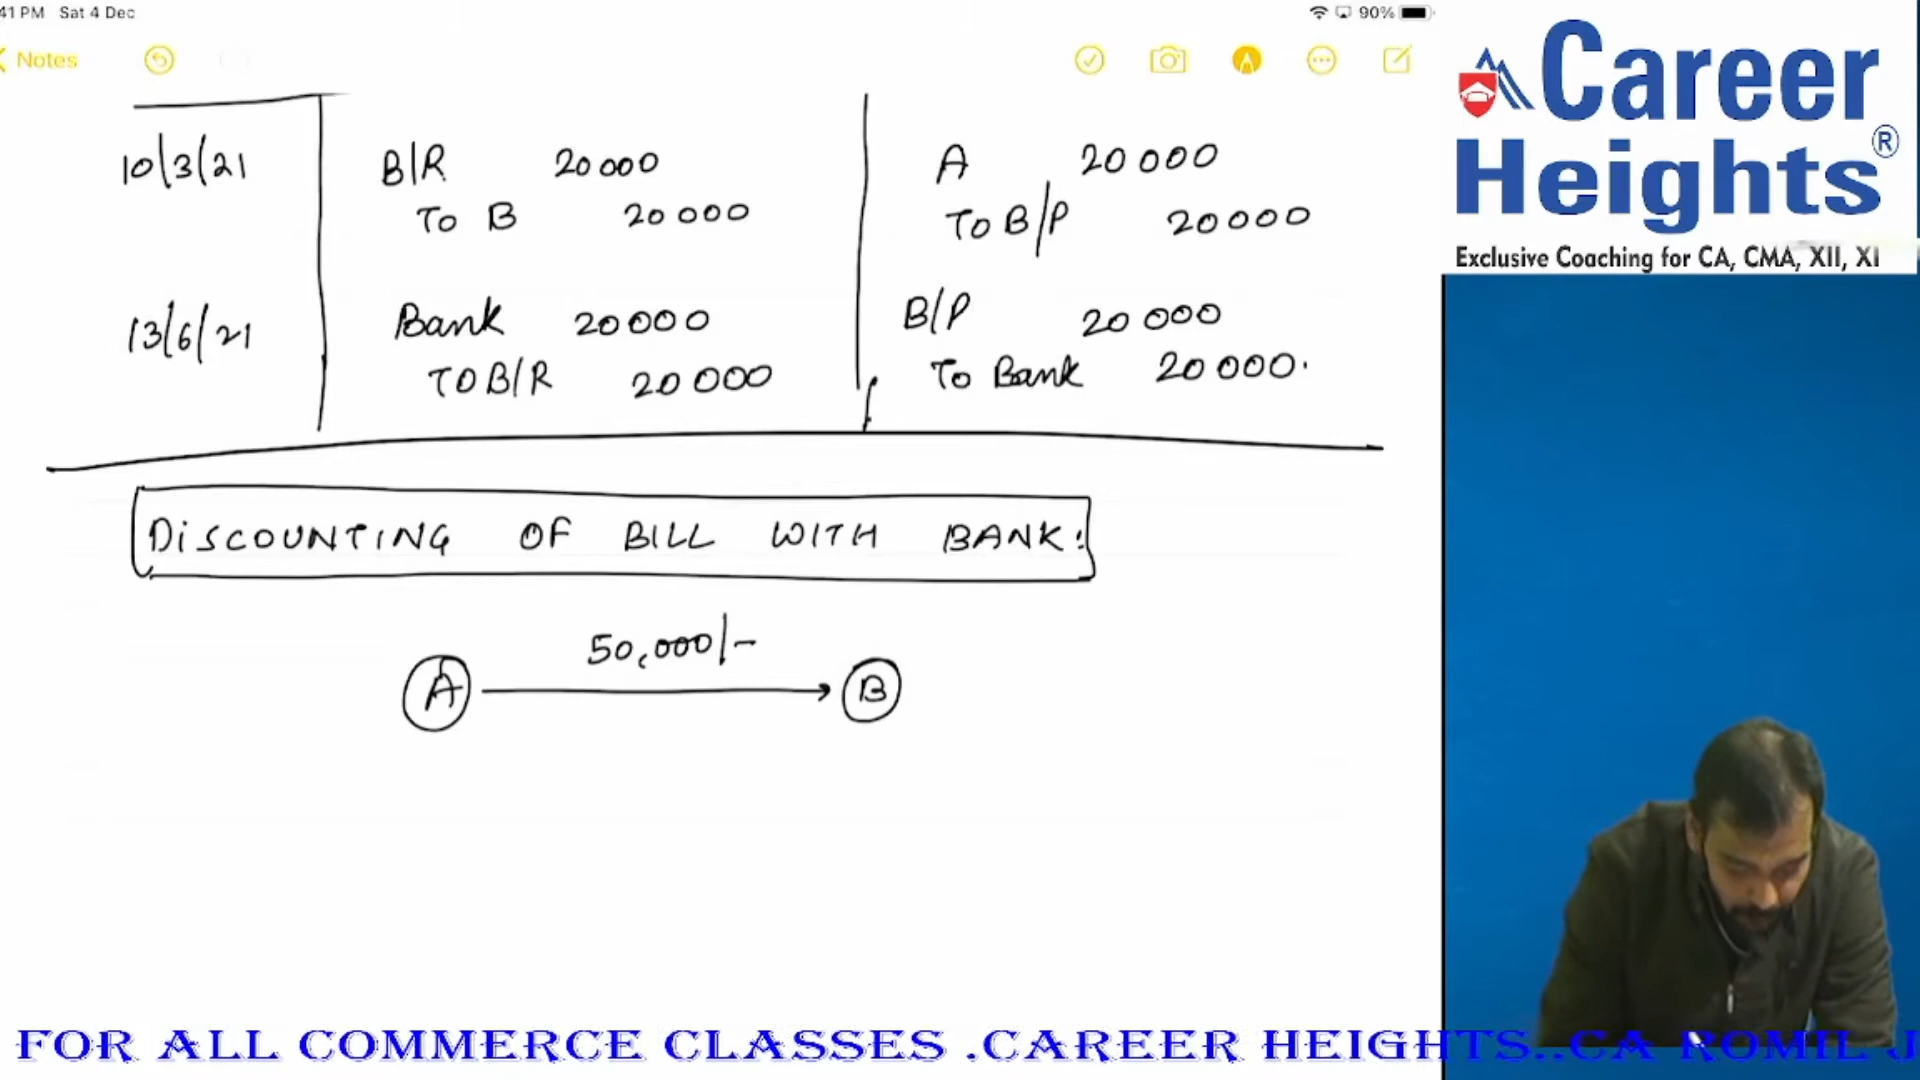 41 PM Sat 4 Dec
90%
Notes
Career
Heights®
Exclusive Coaching for CA, CMA, XII, XI
10/3/21 B/R 20000 A 20000
To B 20000 To B/P 20000
13/6/21 Bank 20000 B/P 20000
TO B/R 20000 To Bank 20000.
DISCOUNTING OF BILL WITH BANK:
50,000/-
A B
FOR ALL COMMERCE CLASSES .CAREER HEIGHTS..CA ROMIL J